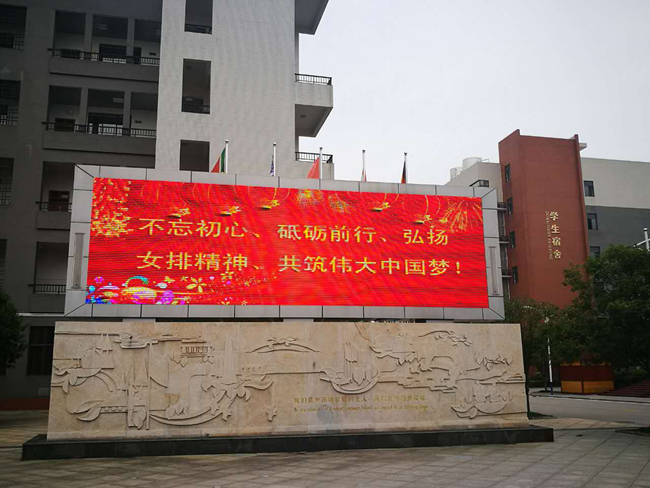 不忘初心、砥砺前行、弘扬
女排精神、共筑伟大中国梦！
学生宿舍